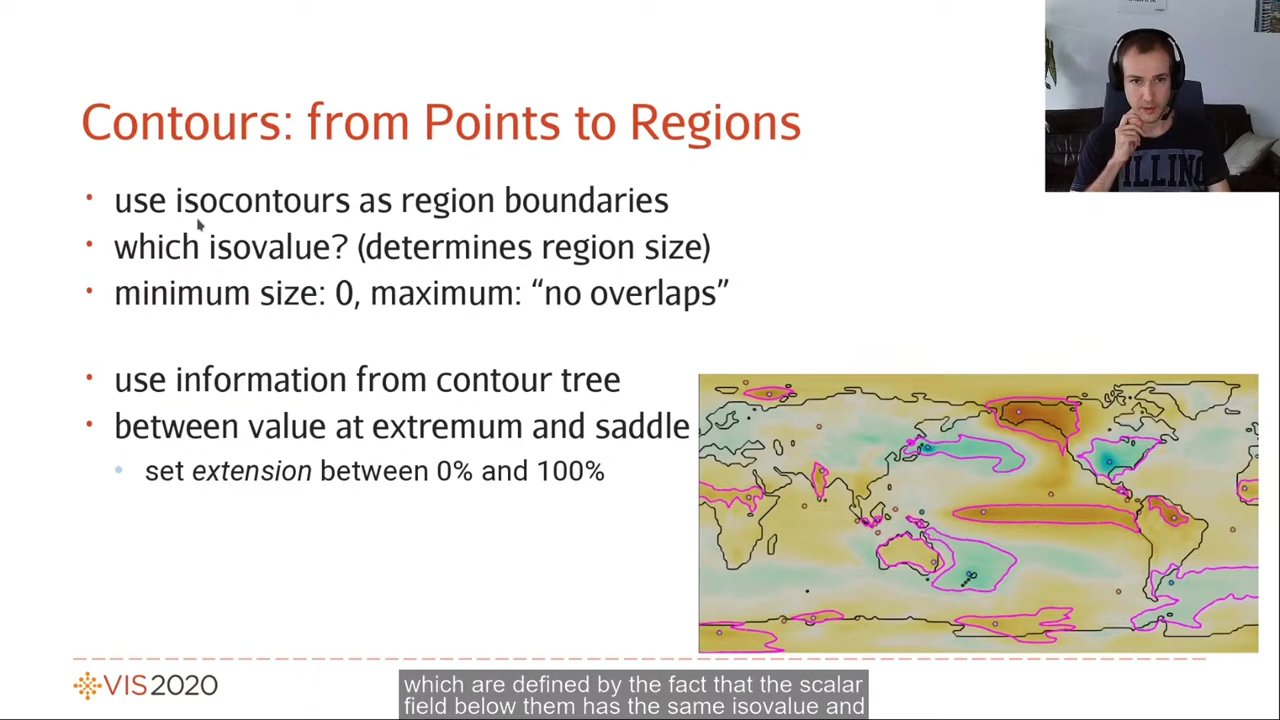 Contours: from Points to Regions
• use isocontours as region boundaries
• which isovalue? (determines region size)
• minimum size: 0, maximum: “no overlaps”
• use information from contour tree
• between value at extremum and saddle
• set extension between 0% and 100%
ILLING
VIS2020
which are defined by the fact that the scalar
field below them has the same isovalue and